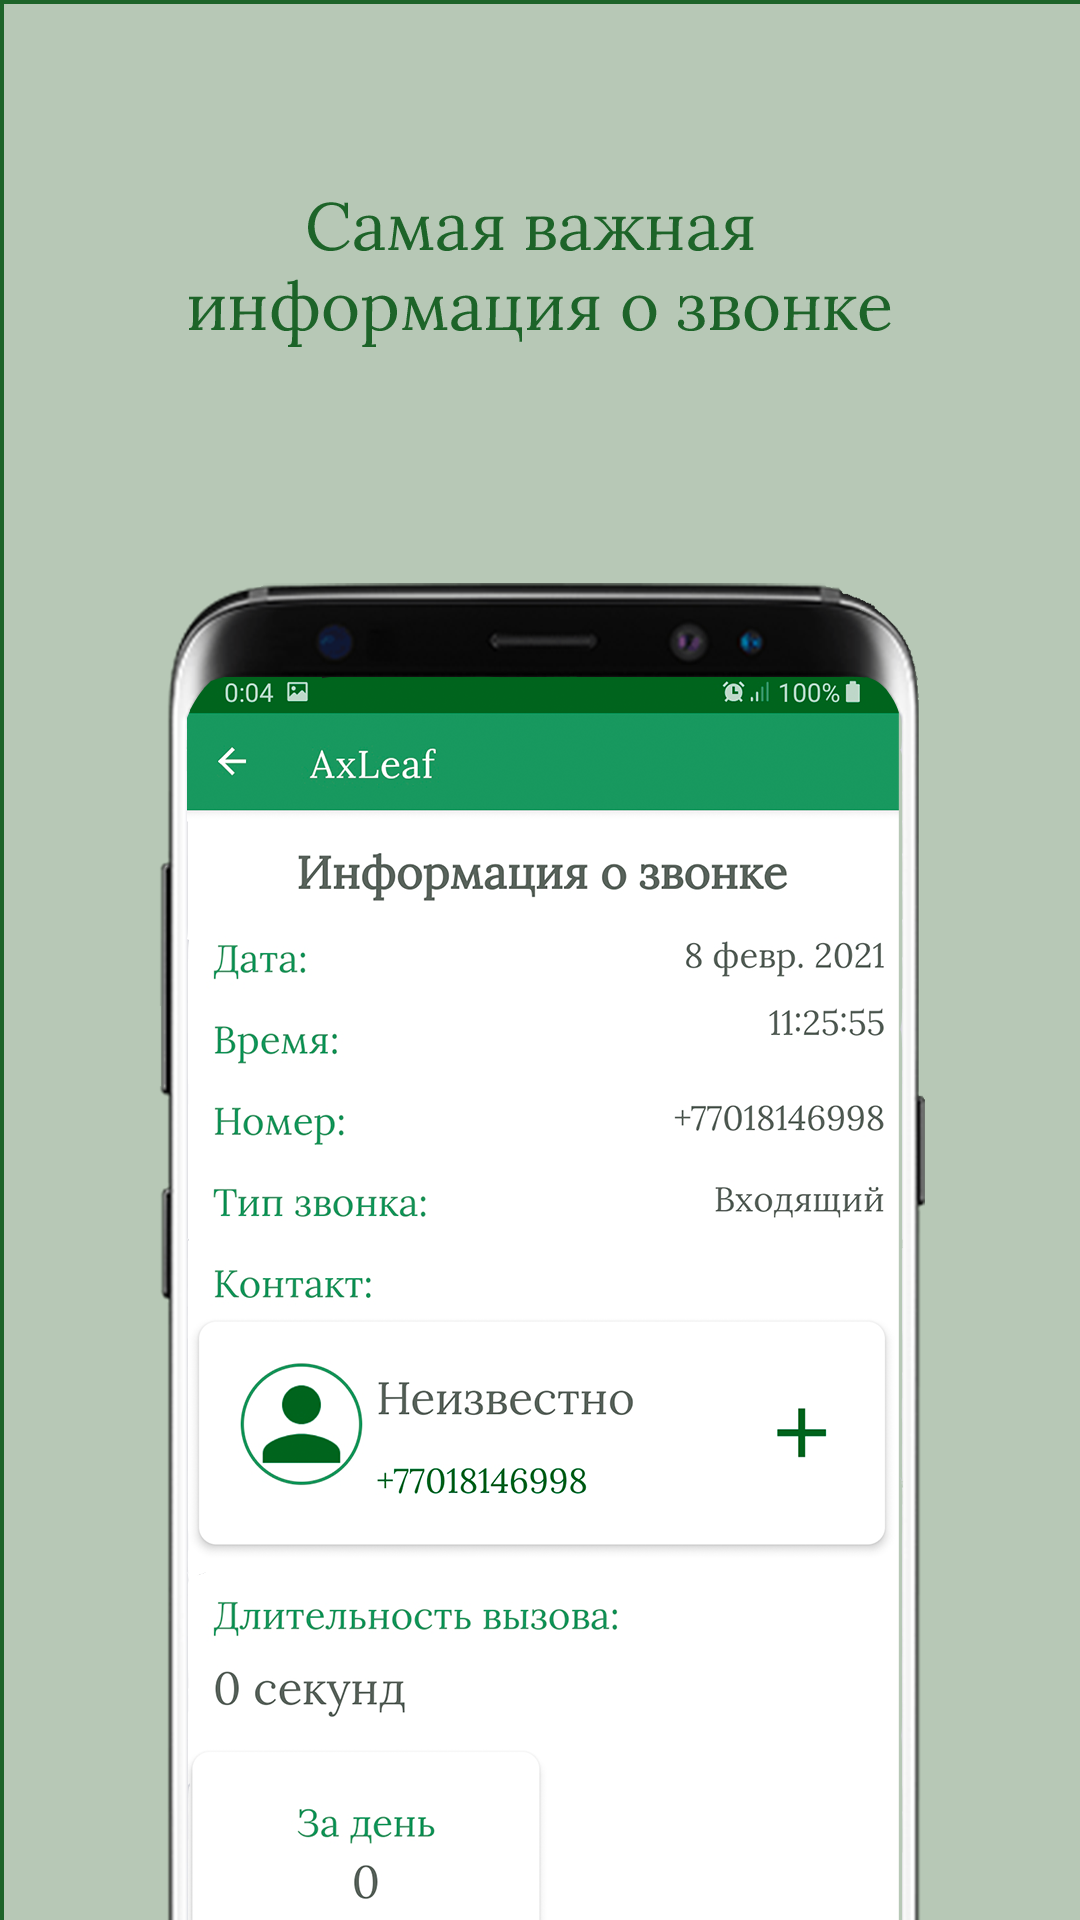 Самая важная
информация о звонке
0:04 100%
AxLeaf
Информация о звонке
Дата: 8 февр. 2021
Время: 11:25:55
Номер: +77018146998
Тип звонка: Входящий
Контакт:
Неизвестно
+77018146998
Длительность вызова:
0 секунд
За день
0